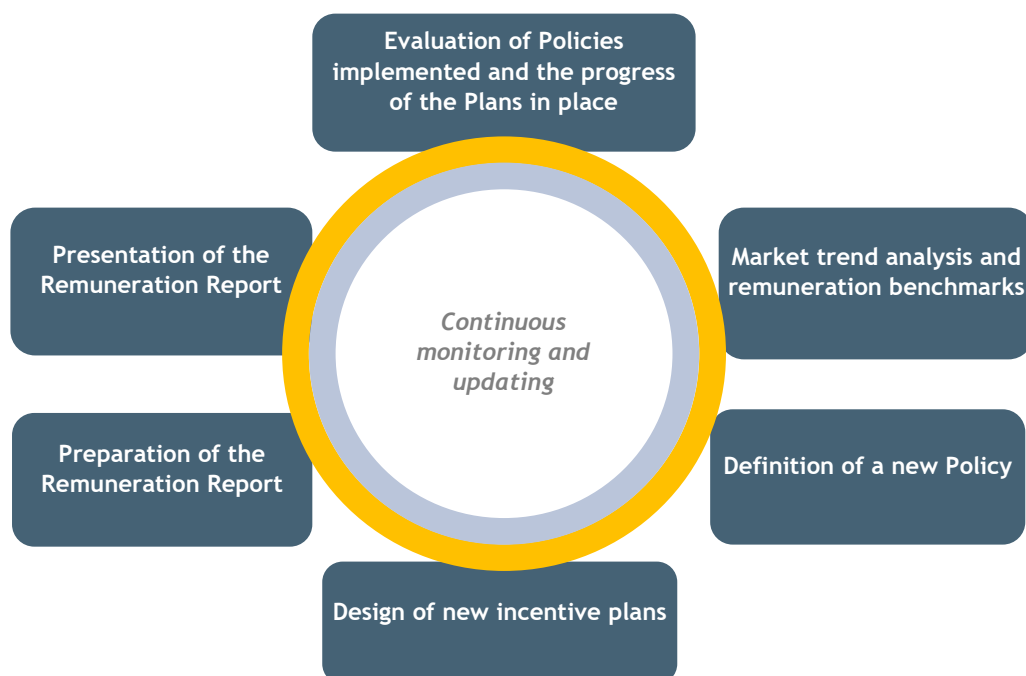 Evaluation of Policies
implemented and the progress
of the Plans in place
Market trend analysis and
remuneration benchmarks
Definition of a new Policy
Design of new incentive plans
Preparation of the
Remuneration Report
Presentation of the
Remuneration Report
Continuous
monitoring and
updating